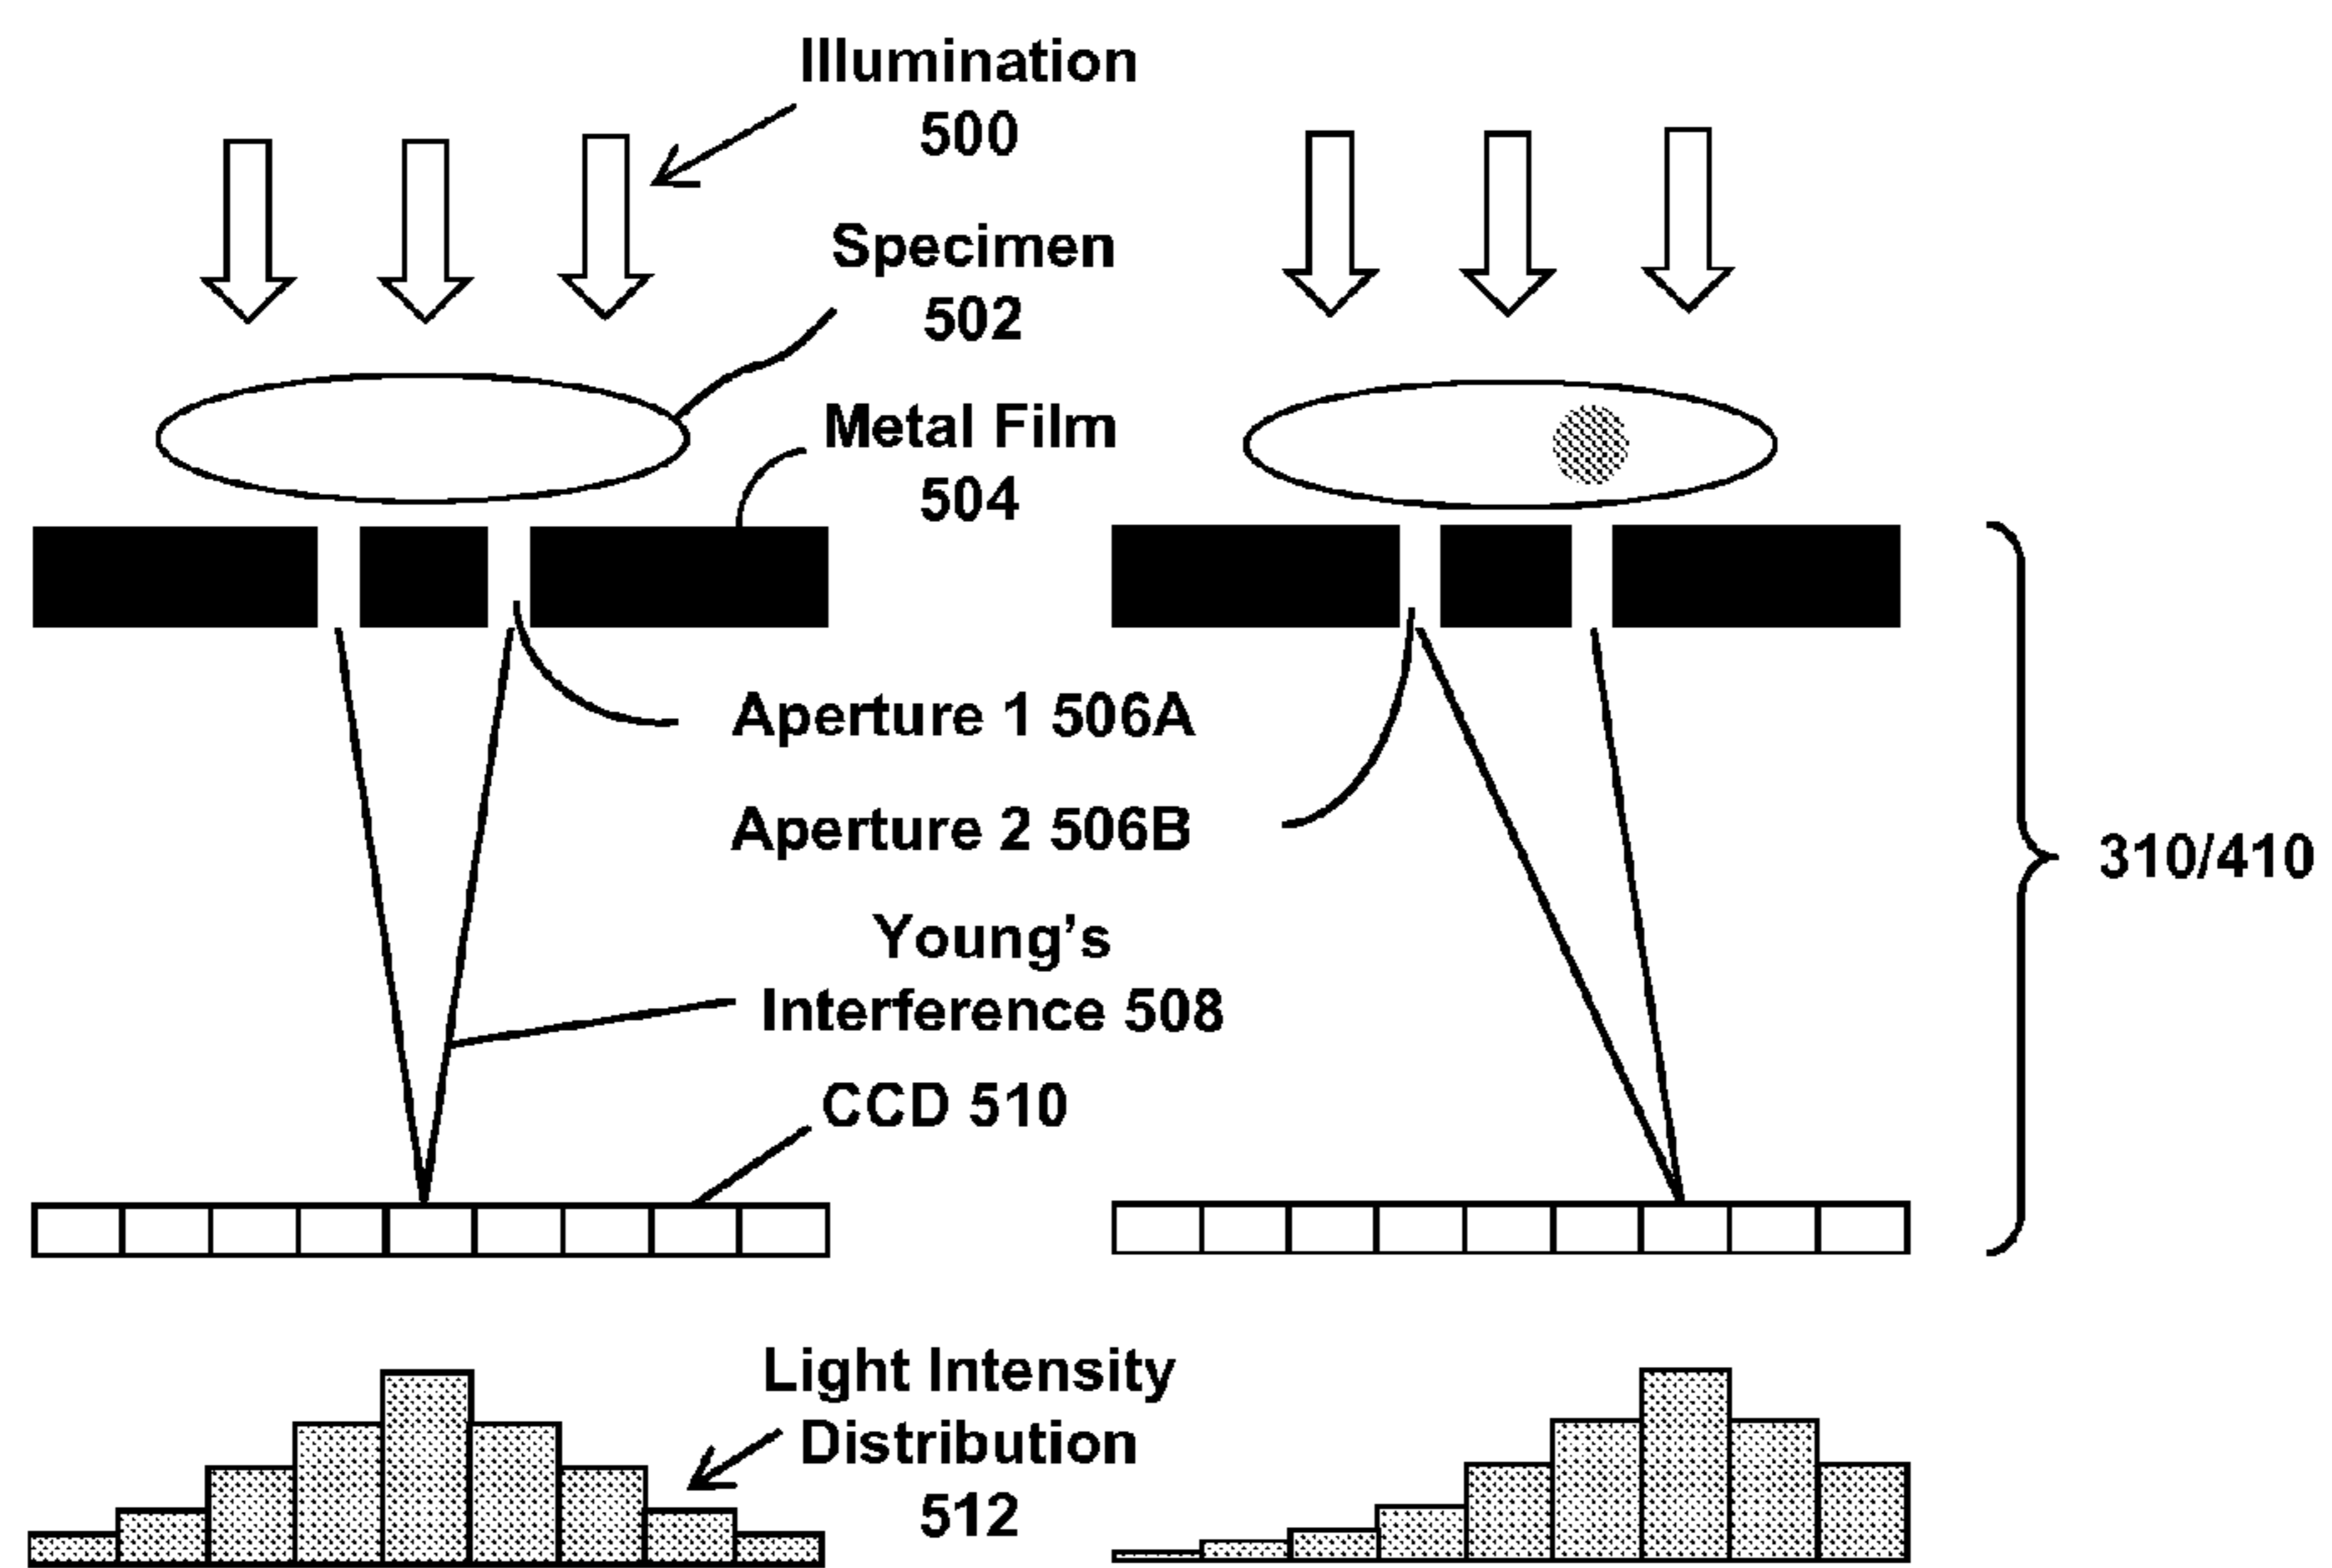 Illumination
500
Specimen
502
Metal Film
504
Aperture 1 506A
Aperture 2 506B
310/410
Young's
Interference 508
CCD 510
Light Intensity
Distribution
512